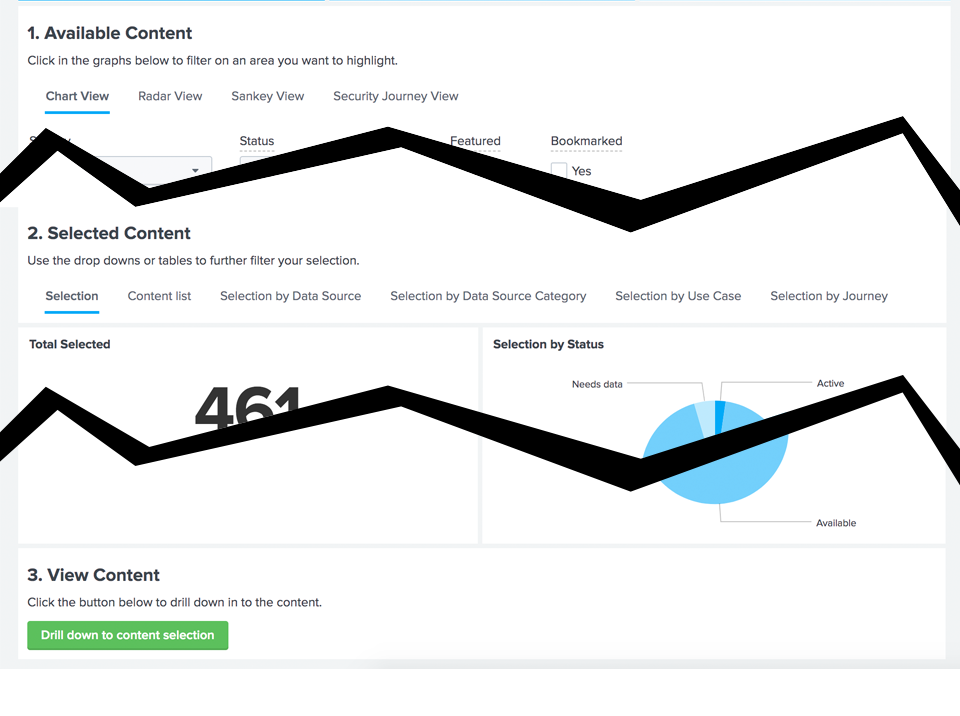 1. Available Content
Click in the graphs below to filter on an area you want to highlight.
Chart View Radar View Sankey View Security Journey View
Status Featured Bookmarked
Yes
2. Selected Content
Use the drop downs or tables to further filter your selection.
Selection Content list Selection by Data Source Selection by Data Source Category Selection by Use Case Selection by Journey
Total Selected Selection by Status
Needs data Active
461
Available
3. View Content
Click the button below to drill down in to the content.
Drill down to content selection